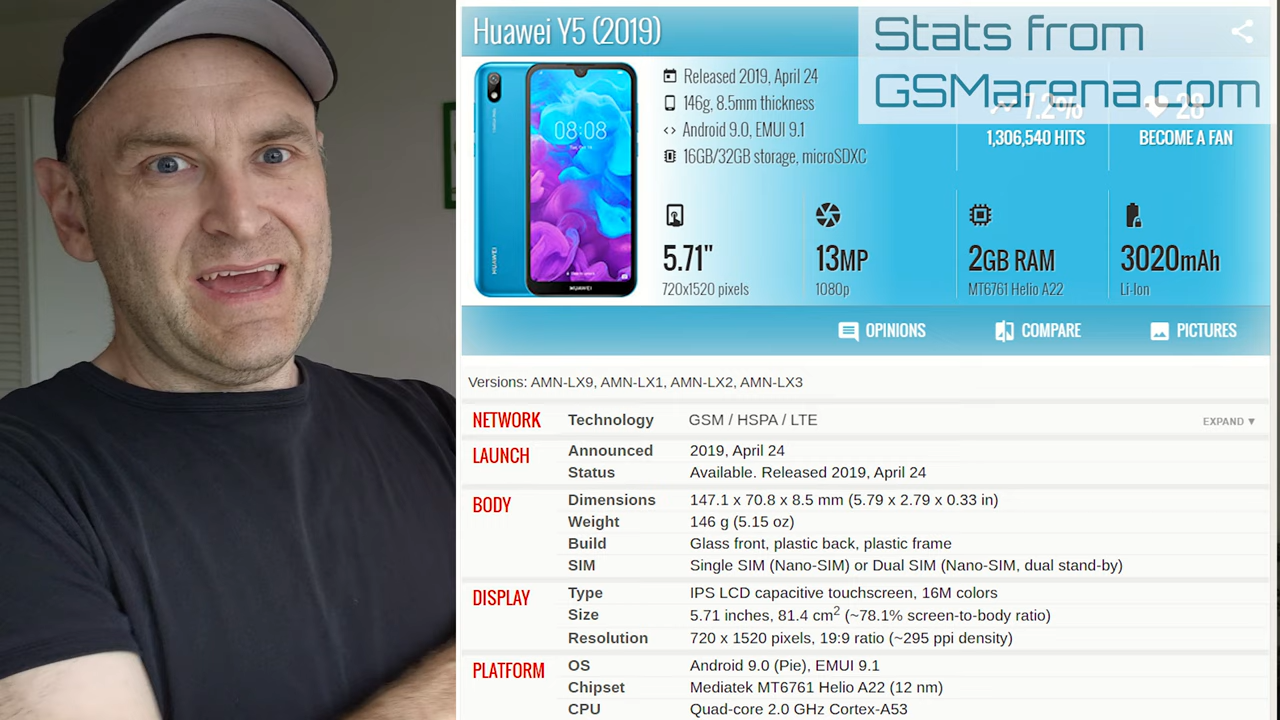 Huawei Y5 (2019)
Stats from
GSMarena.com
Released 2019, April 24
146g, 8.5mm thickness
Android 9.0, EMUI 9.1
16GB/32GB storage, microSDXC
7.2%
1,306,540 HITS
28
BECOME A FAN
08:08
HUAWEI
HUAWEI
5.71"
720x1520 pixels
13MP
1080p
2GB RAM
MT6761 Helio A22
3020mAh
Li-Ion
OPINIONS
COMPARE
PICTURES
Versions: AMN-LX9, AMN-LX1, AMN-LX2, AMN-LX3
NETWORK Technology GSM / HSPA / LTE EXPAND ▼
LAUNCH Announced 2019, April 24
Status Available. Released 2019, April 24
BODY Dimensions 147.1 x 70.8 x 8.5 mm (5.79 x 2.79 x 0.33 in)
Weight 146 g (5.15 oz)
Build Glass front, plastic back, plastic frame
SIM Single SIM (Nano-SIM) or Dual SIM (Nano-SIM, dual stand-by)
DISPLAY Type IPS LCD capacitive touchscreen, 16M colors
Size 5.71 inches, 81.4 cm2 (~78.1% screen-to-body ratio)
Resolution 720 x 1520 pixels, 19:9 ratio (~295 ppi density)
PLATFORM OS Android 9.0 (Pie), EMUI 9.1
Chipset Mediatek MT6761 Helio A22 (12 nm)
CPU Quad-core 2.0 GHz Cortex-A53